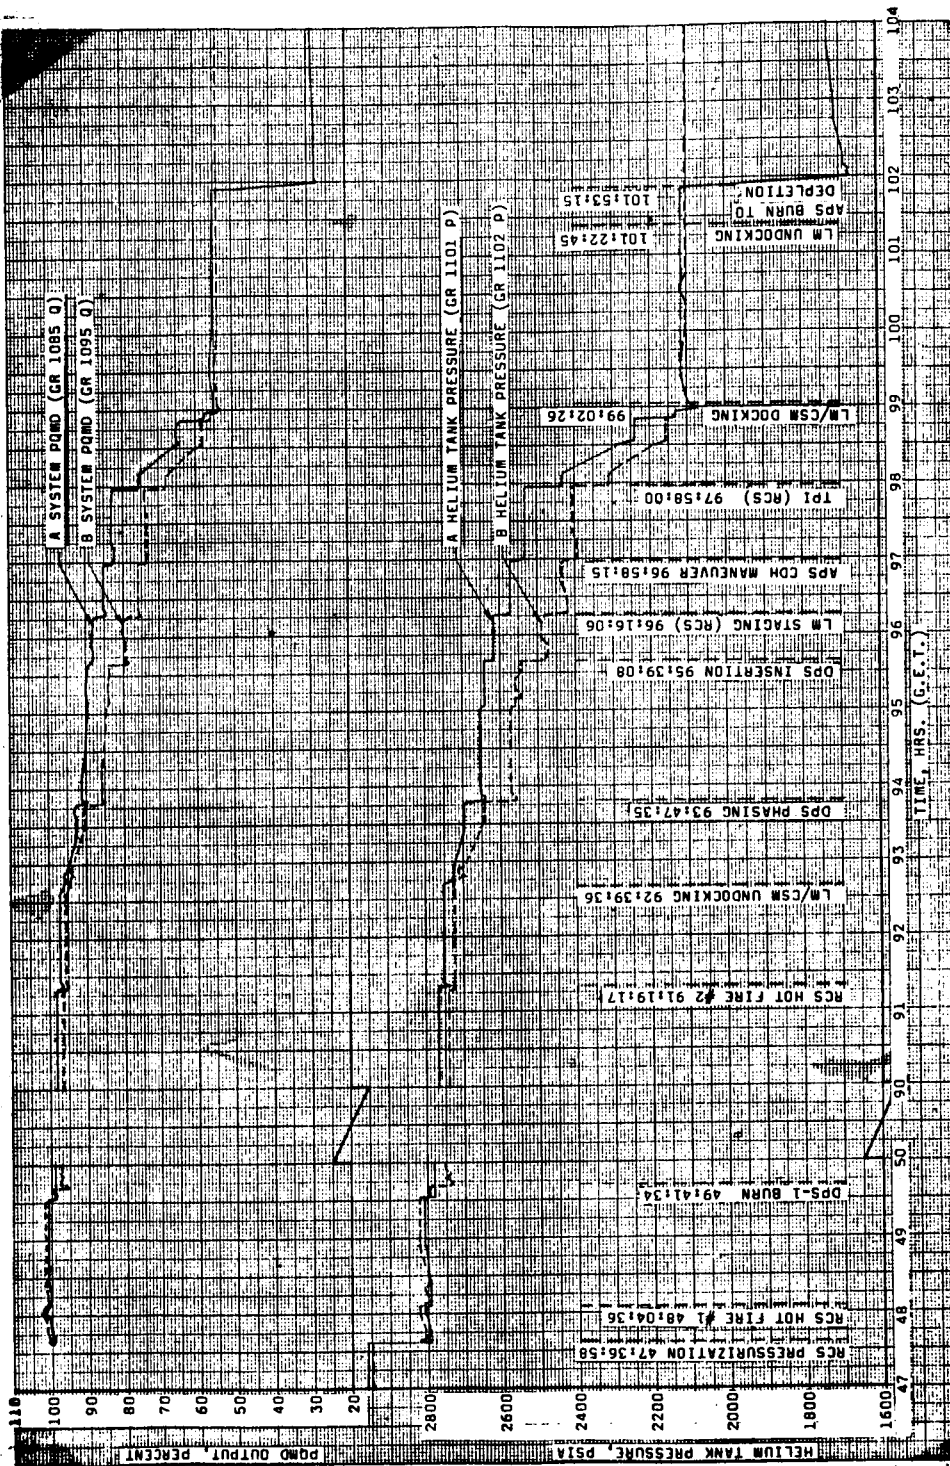 PQMD OUTPUT, PERCENT
110
100
90
80
70
60
50
40
30
20
HELIUM TANK PRESSURE, PSIA
2800
2600
2400
2200
2000
1800
1600
A SYSTEM PQMD (GR 1085 Q)
B SYSTEM PQMD (GR 1095 Q)
A HELIUM TANK PRESSURE (GR 1101 P)
B HELIUM TANK PRESSURE (GR 1102 P)
RCS PRESSURIZATION 47:36:58
RCS HOT FIRE #1 48:04:36
DPS-1 BURN 49:41:34
RCS HOT FIRE #2 91:19:17
LM/CSM UNDOCKING 92:39:36
DPS PHASING 93:47:35
DPS INSERTION 95:39:08
LM STAGING (RCS) 96:16:06
APS CDH MANEUVER 96:58:15
TPI (RCS) 97:58:00
LM/CSM DOCKING 99:02:26
LM UNDOCKING 101:22:45
APS BURN TO DEPLETION 101:53:15
47
48
49
50
90
91
92
93
94
95
96
97
98
99
100
101
102
103
104
TIME, HRS. (G.E.T.)